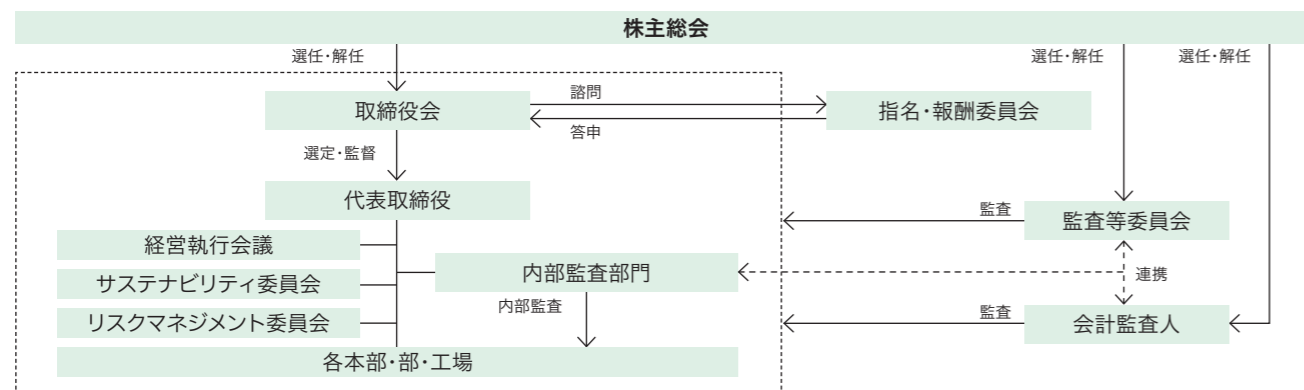 株主総会
選任・解任
選任・解任
選任・解任
取締役会
諮問
答申
指名・報酬委員会
選定・監督
代表取締役
監査
監査等委員会
経営執行会議
サステナビリティ委員会
内部監査部門
連携
リスクマネジメント委員会
内部監査
監査
会計監査人
各本部・部・工場